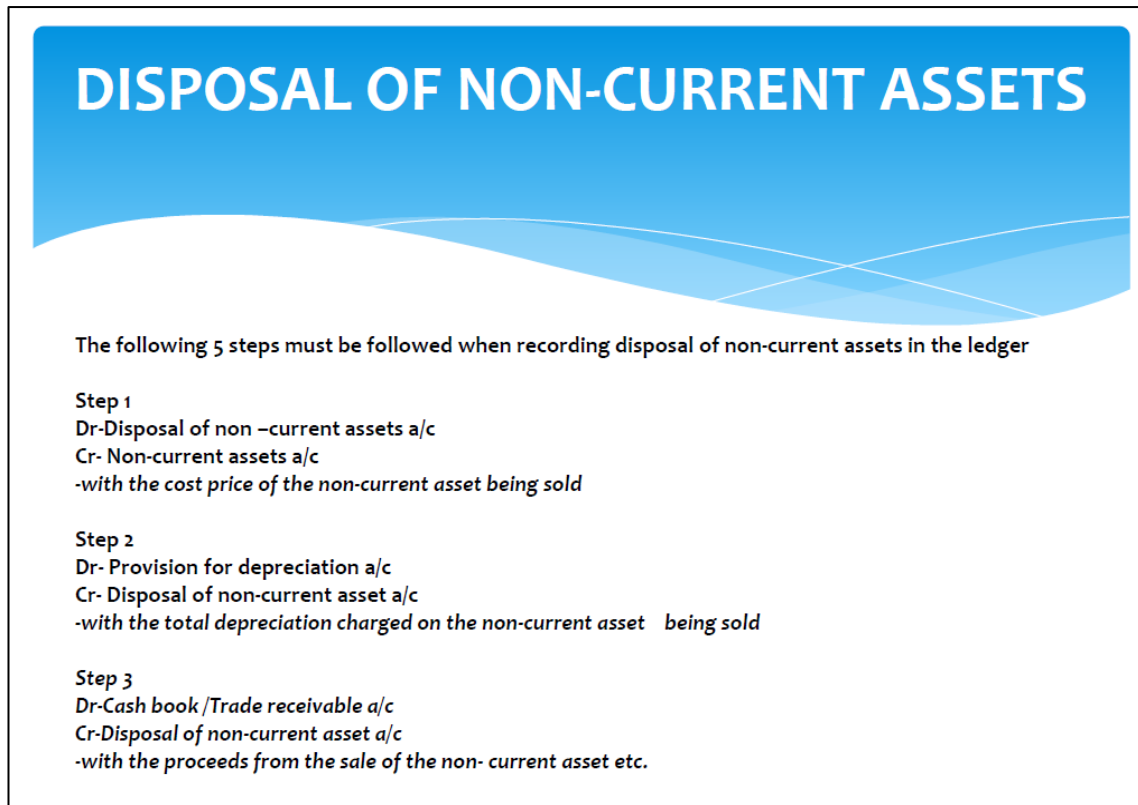 DISPOSAL OF NON-CURRENT ASSETS
The following 5 steps must be followed when recording disposal of non-current assets in the ledger
Step 1
Dr-Disposal of non –current assets a/c
Cr- Non-current assets a/c
-with the cost price of the non-current asset being sold
Step 2
Dr- Provision for depreciation a/c
Cr- Disposal of non-current asset a/c
-with the total depreciation charged on the non-current asset being sold
Step 3
Dr-Cash book /Trade receivable a/c
Cr-Disposal of non-current asset a/c
-with the proceeds from the sale of the non- current asset etc.